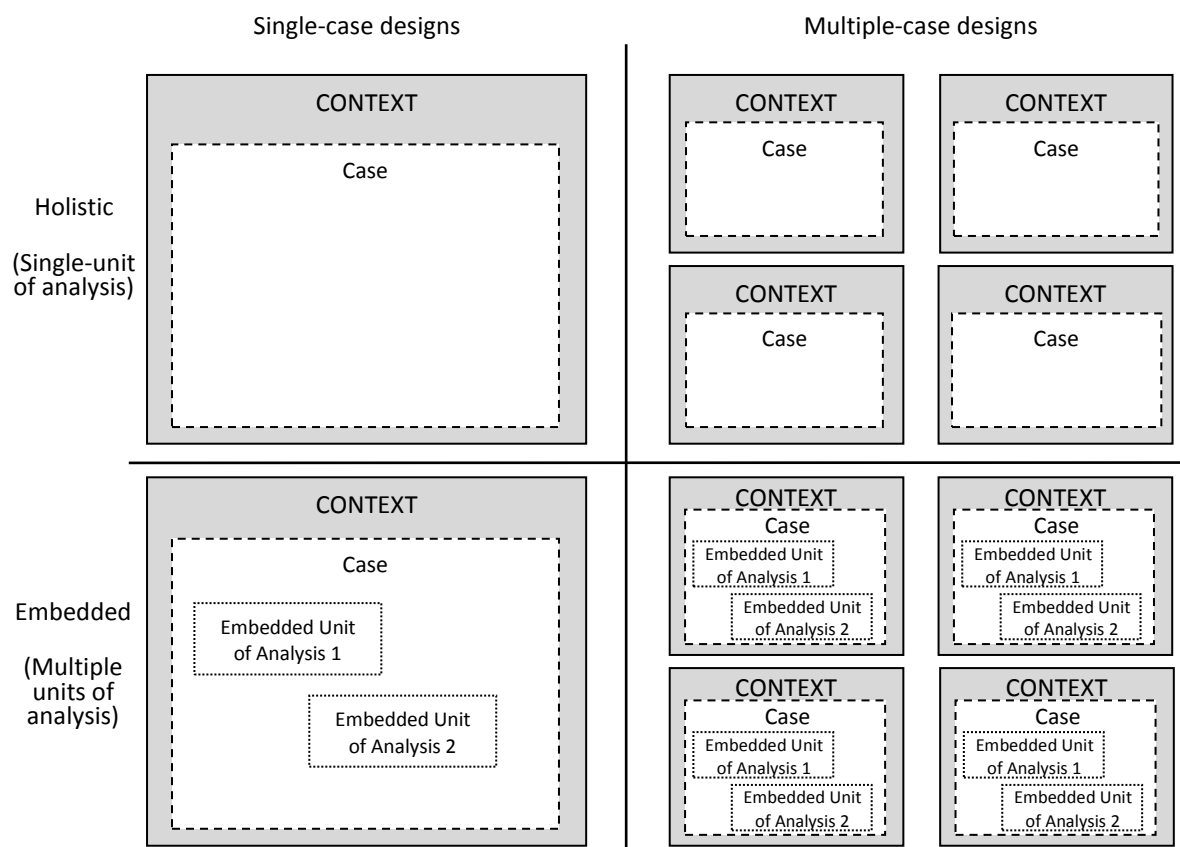 Single-case designs
Multiple-case designs
Holistic
(Single-unit
of analysis)
CONTEXT
Case
CONTEXT
Case
CONTEXT
Case
CONTEXT
Case
CONTEXT
Case
Embedded
(Multiple
units of
analysis)
CONTEXT
Case
Embedded Unit
of Analysis 1
Embedded Unit
of Analysis 2
CONTEXT
Case
Embedded Unit
of Analysis 1
Embedded Unit
of Analysis 2
CONTEXT
Case
Embedded Unit
of Analysis 1
Embedded Unit
of Analysis 2
CONTEXT
Case
Embedded Unit
of Analysis 1
Embedded Unit
of Analysis 2
CONTEXT
Case
Embedded Unit
of Analysis 1
Embedded Unit
of Analysis 2